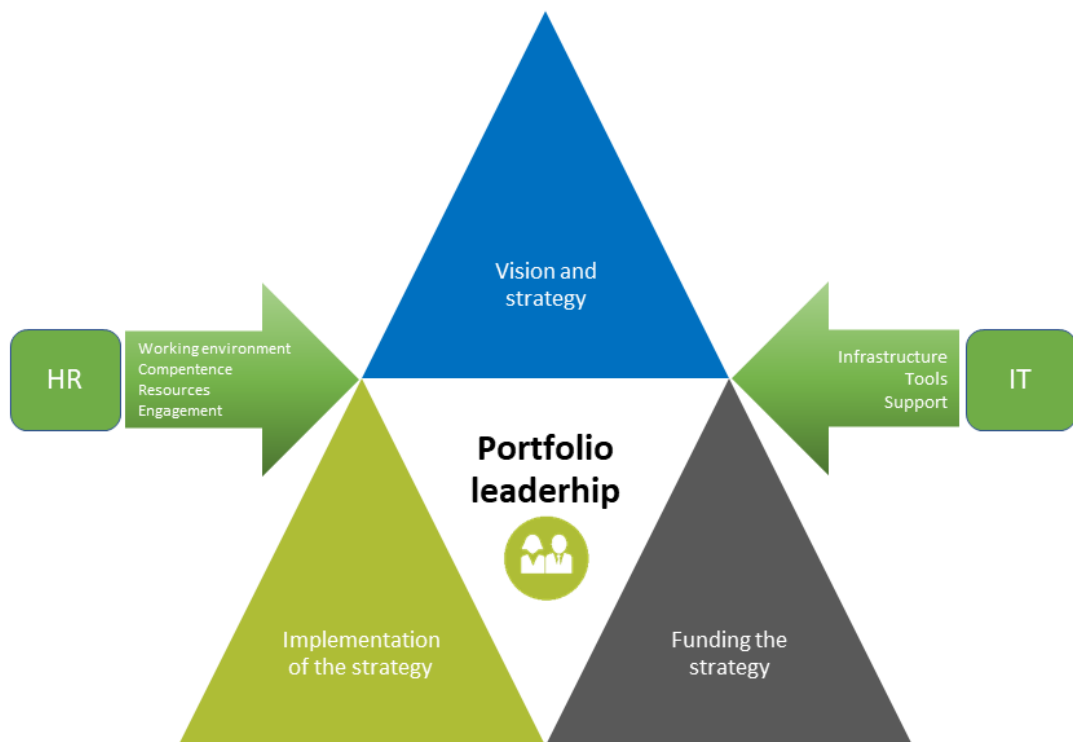 Vision and
strategy
HR
Working environment
Compentence
Resources
Engagement
Infrastructure
Tools
Support
IT
Portfolio
leaderhip
Implementation
of the strategy
Funding the
strategy